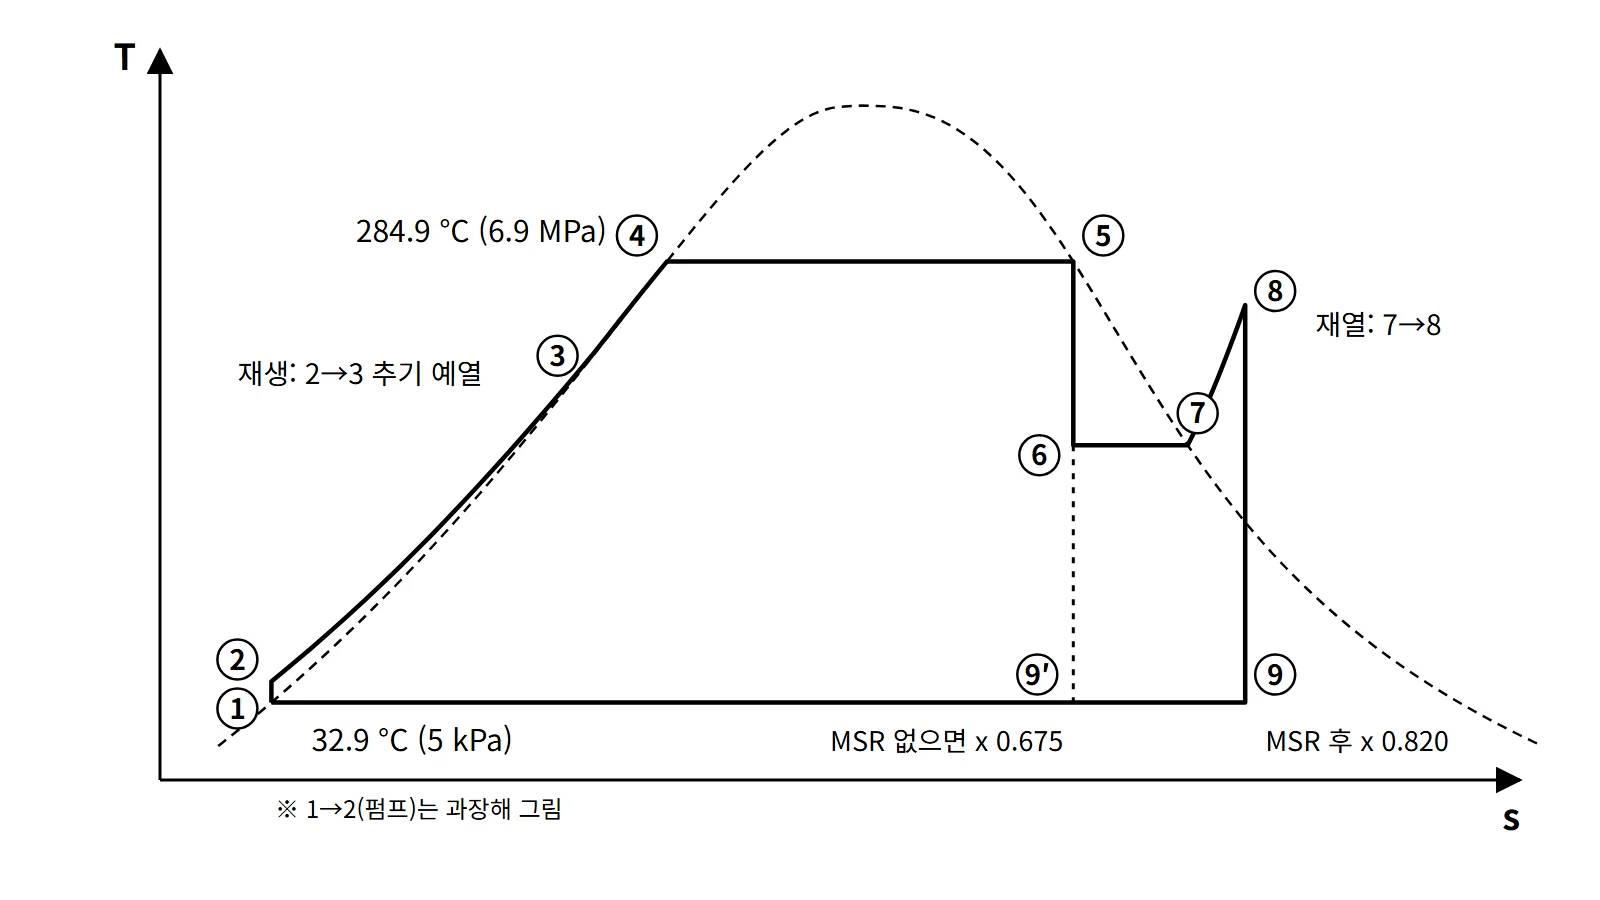 T
284.9 °C (6.9 MPa) 4
5
8
재열: 7→8
3
재생: 2→3 추기 예열
7
6
2
9′
9
1
32.9 °C (5 kPa)
MSR 없으면 x 0.675
MSR 후 x 0.820
※ 1→2(펌프)는 과장해 그림
s